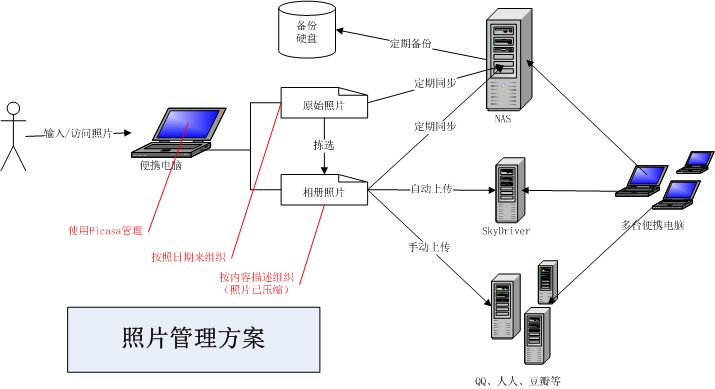 备份
硬盘
定期备份
NAS
原始照片
定期同步
定期同步
输入/访问照片
便携电脑
拣选
相册照片
自动上传
SkyDriver
多台便携电脑
使用Picasa管理
按照日期来组织
手动上传
按内容描述组织
（照片已压缩）
照片管理方案
QQ、人人、豆瓣等